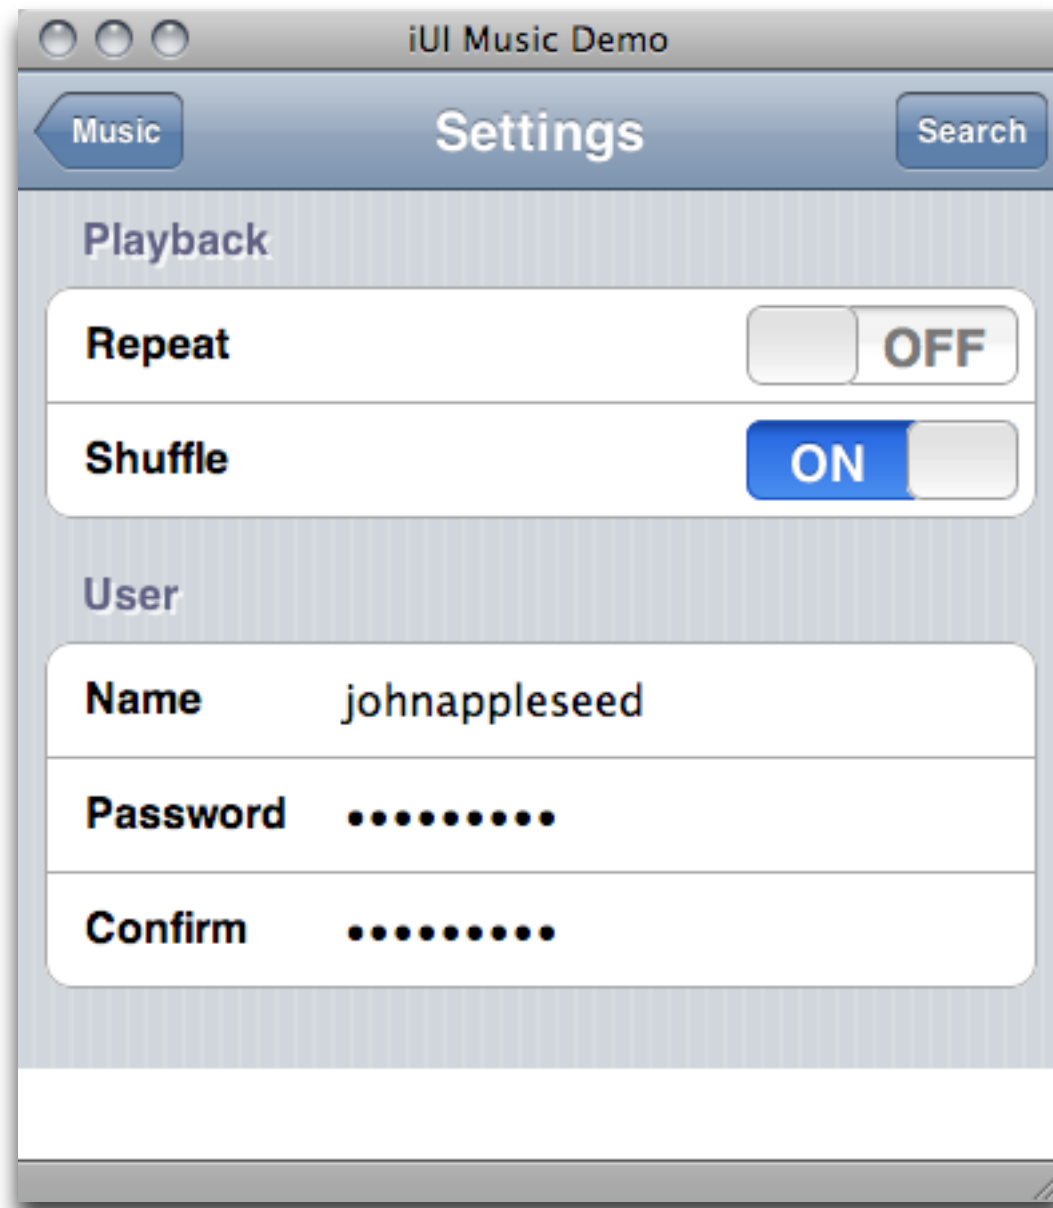 iUI Music Demo
Music Settings Search
Playback
Repeat OFF
Shuffle ON
User
Name johnappleseed
Password •••••••••
Confirm •••••••••